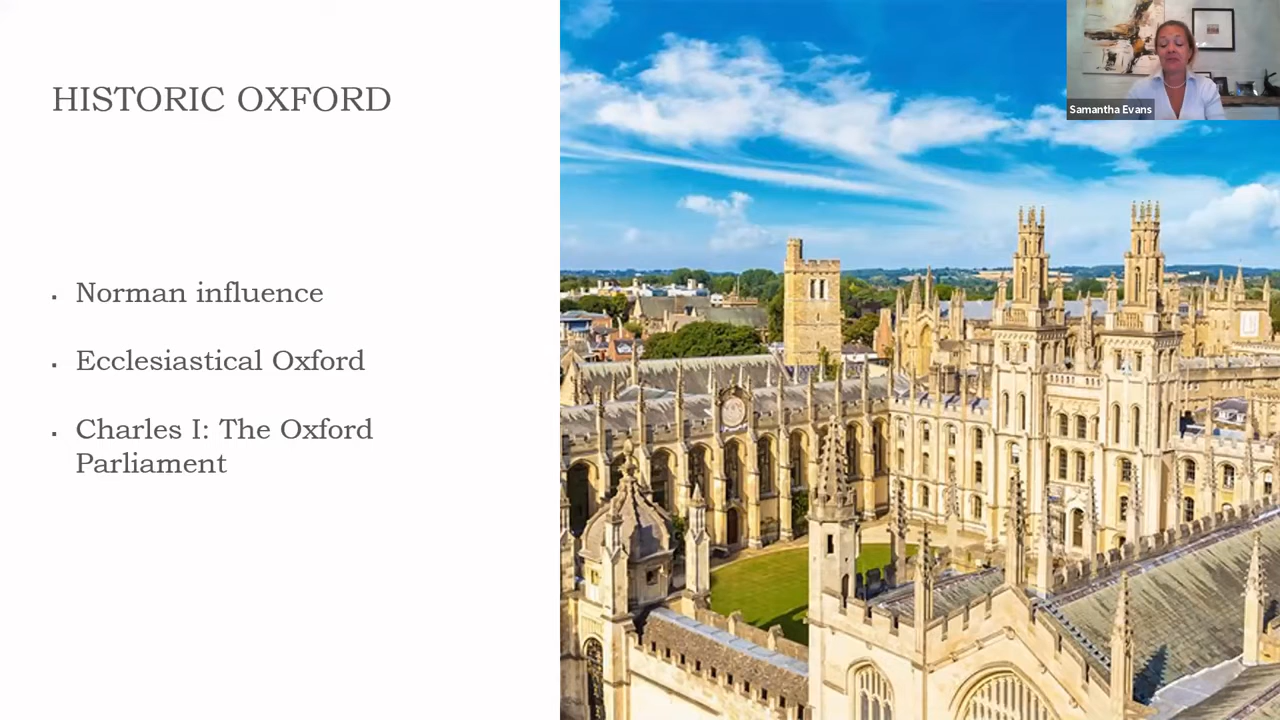 HISTORIC OXFORD
Samantha Evans
▪ Norman influence
▪ Ecclesiastical Oxford
▪ Charles I: The Oxford
Parliament